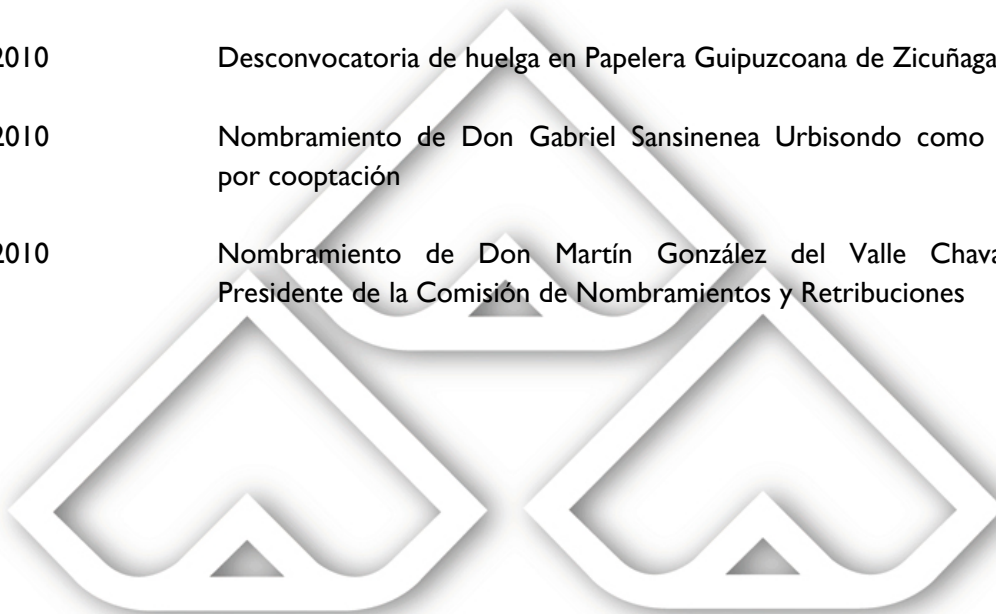 2010 Desconvocatoria de huelga en Papelera Guipuzcoana de Zicuñaga
2010 Nombramiento de Don Gabriel Sansinenea Urbisondo como
por cooptación
2010 Nombramiento de Don Martín González del Valle
Presidente de la Comisión de Nombramientos y Retribuciones